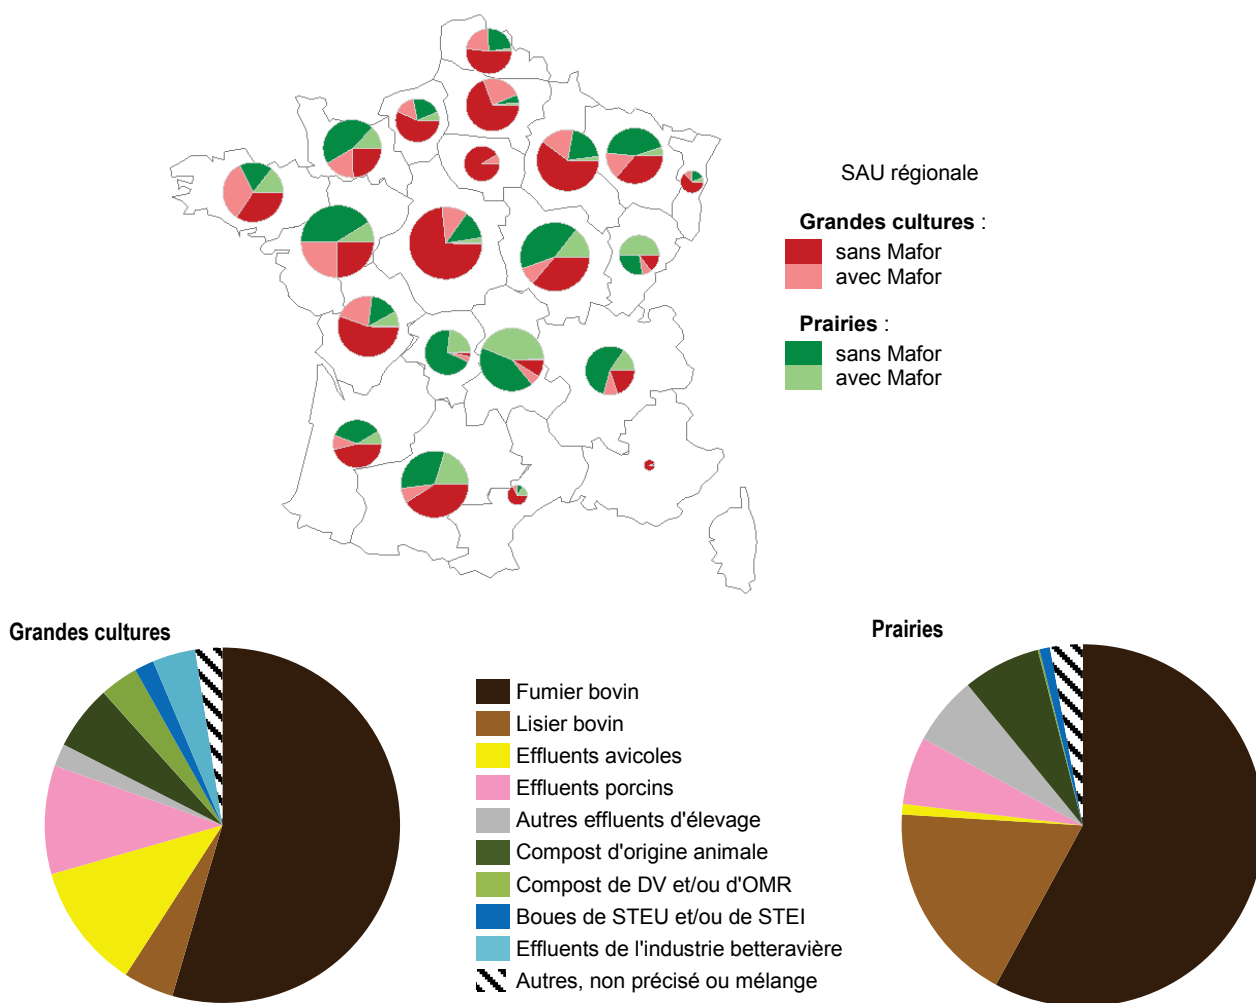 SAU régionale
Grandes cultures :
sans Mafor
avec Mafor
Prairies :
sans Mafor
avec Mafor
Grandes cultures
Prairies
Fumier bovin
Lisier bovin
Effluents avicoles
Effluents porcins
Autres effluents d'élevage
Compost d'origine animale
Compost de DV et/ou d'OMR
Boues de STEU et/ou de STEI
Effluents de l'industrie betteravière
Autres, non précisé ou mélange